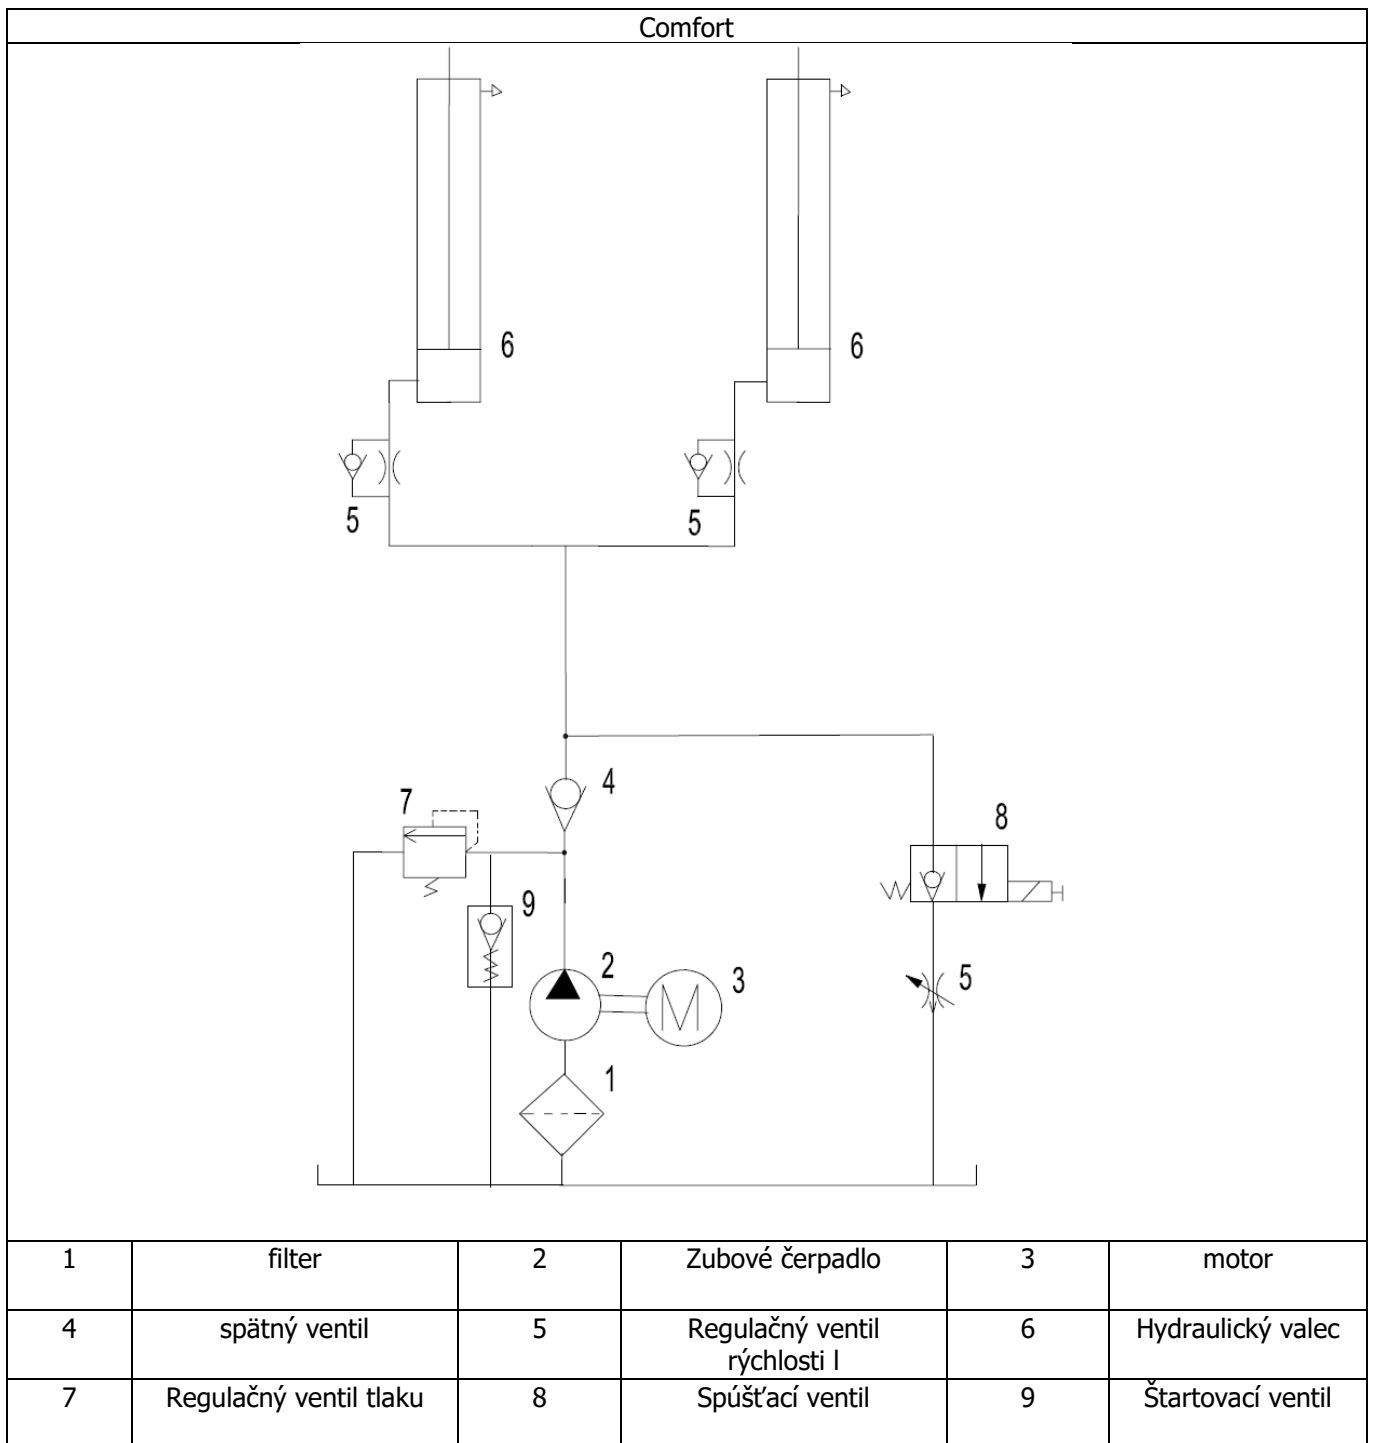 Comfort
6
6
5
5
4
7
8
9
2
3
M
5
1
1 filter 2 Zubové čerpadlo 3 motor
4 spätný ventil 5 Regulačný ventil 6 Hydraulický valec
rýchlosti l
7 Regulačný ventil tlaku 8 Spúšťací ventil 9 Štartovací ventil